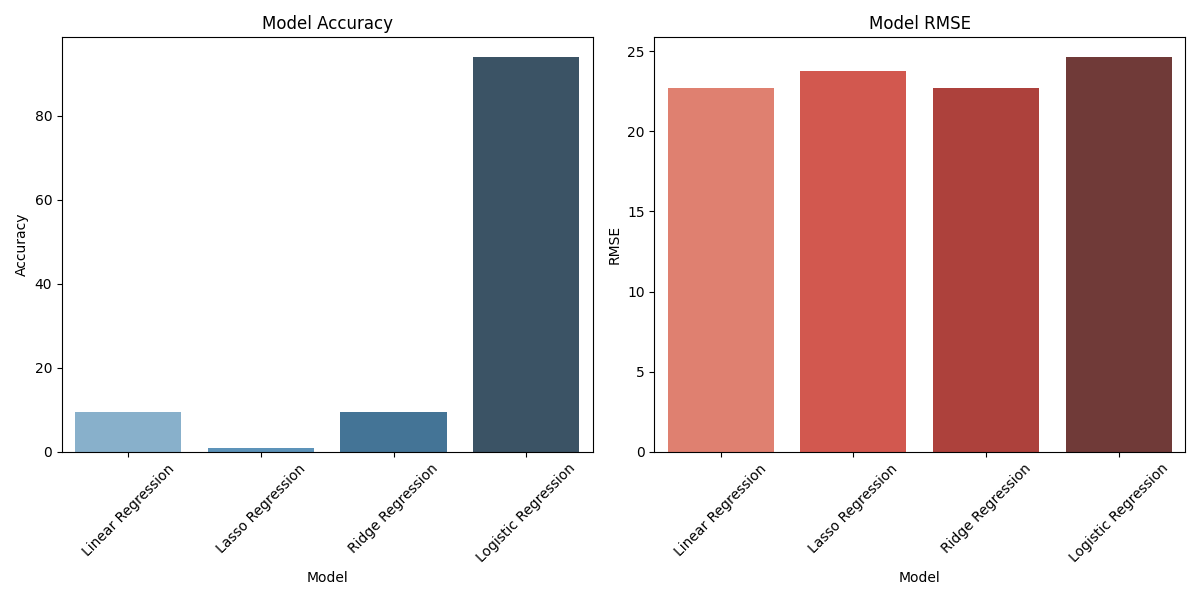 Model Accuracy
Accuracy
80
60
40
20
0
Linear Regression
Lasso Regression
Ridge Regression
Logistic Regression
Model
Model RMSE
RMSE
25
20
15
10
5
0
Linear Regression
Lasso Regression
Ridge Regression
Logistic Regression
Model